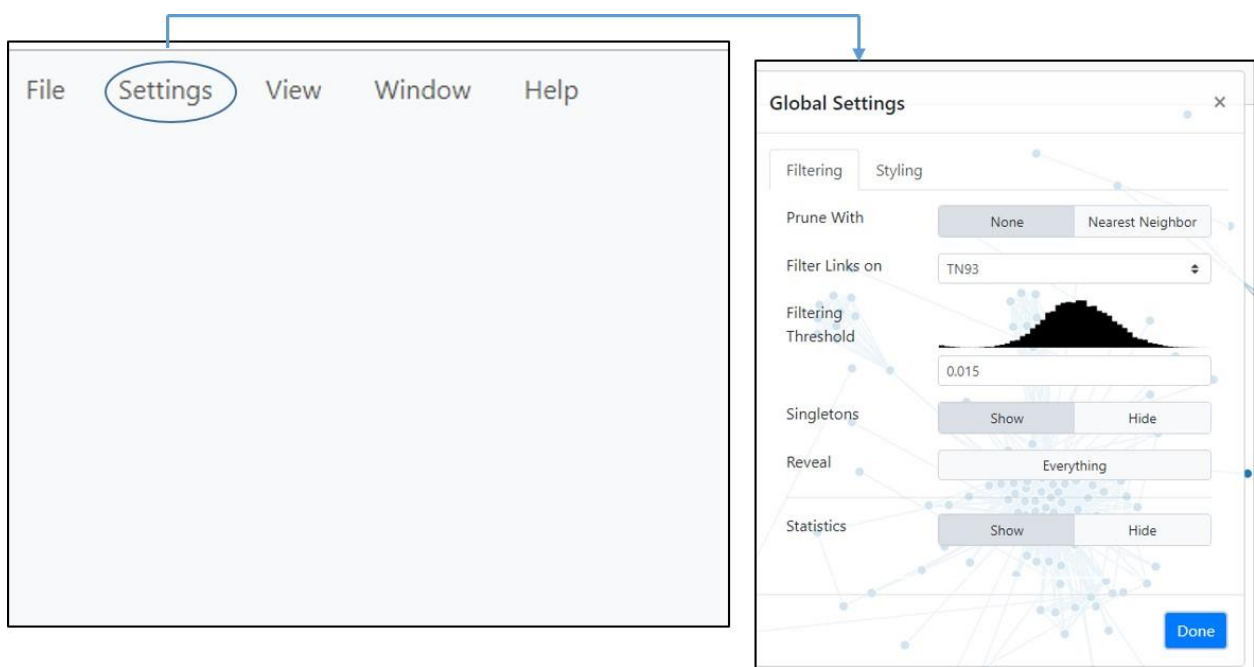 File Settings View Window Help
Global Settings ×
Filtering Styling
Prune With None Nearest Neighbor
Filter Links on TN93
Filtering
Threshold
0.015
Singletons Show Hide
Reveal Everything
Statistics Show Hide
Done